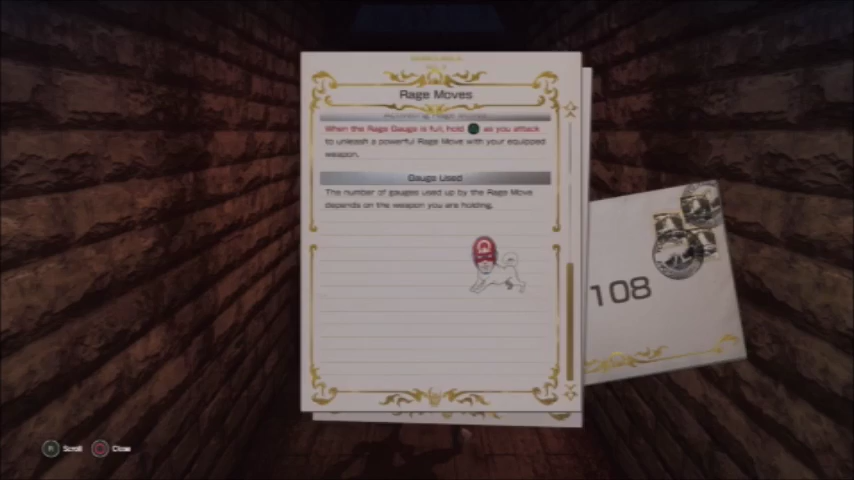 Rage Moves
When the Rage Gauge is full, hold as you attack
to unleash a powerful Rage Move with your equipped
weapon.
Gauge Used
The number of gauges used up by the Rage Move
depends on the weapon you are holding.
108
Scroll
Close